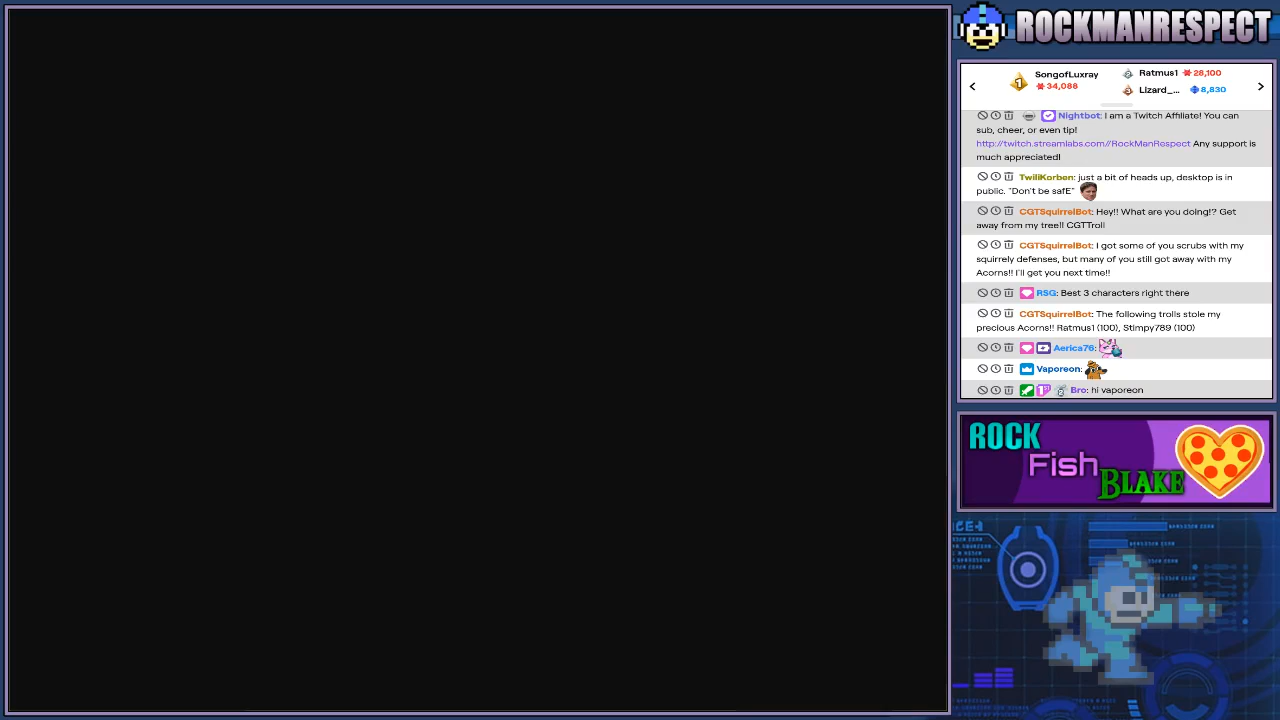 ROCKMANRESPECT
SongofLuxray
34,086
Ratmus1 28,100
Lizard_... 8,830
Nightbot: I am a Twitch Affiliate! You can
sub, cheer, or even tip!
http://twitch.streamlabs.com//RockManRespect Any support is
much appreciated!
TwiliKorben: just a bit of heads up, desktop is in
public. "Don't be safE"
CGTSquirrelBot: Hey!! What are you doing!? Get
away from my tree!! CGTTroll
CGTSquirrelBot: I got some of you scrubs with my
squirrely defenses, but many of you still got away with my
Acorns!! I'll get you next time!!
RSG: Best 3 characters right there
CGTSquirrelBot: The following trolls stole my
precious Acorns!! Ratmus1 (100), Stimpy789 (100)
Aerica76:
Vaporeon:
Bro: hi vaporeon
ROCK
Fish
BLAKE